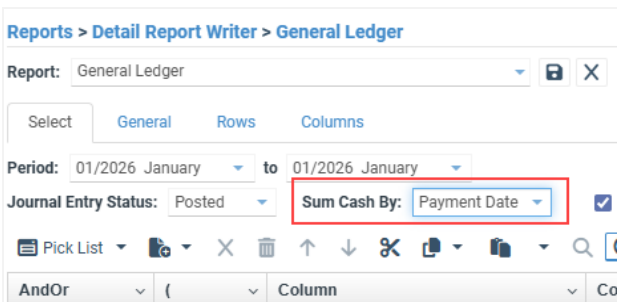 Reports > Detail Report Writer > General Ledger
Report: General Ledger
Select General Rows Columns
Period: 01/2026 January to 01/2026 January
Journal Entry Status: Posted Sum Cash By: Payment Date
Pick List
AndOr ( Column Co